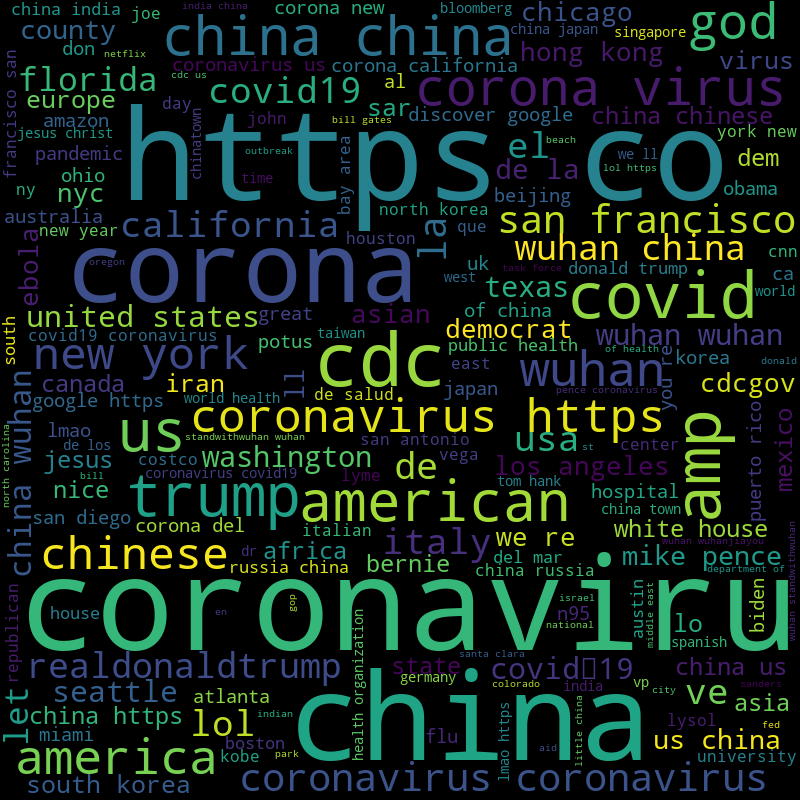 china india
joe
india china
corona new
bloomberg
chicago
god
netflix
don
china china
china japan
singapore
county
coronavirus us
corona california
virus
cdc us
hong kong
florida
covid19
al
corona virus
francisco san
europe
day
sar
discover google
china chinese
amazon
john
bill gates
york new
jesus christ
https
co
el
beach
pandemic
chinatown
outbreak
bay area
we ll
dem
ohio
time
de la
lol https
ny
nyc
beijing
obama
australia
california
north korea
san francisco
new year
la
que
ebola
houston
wuhan china
cnn
corona
oregon
uk
task force
donald trump
ca
west
texas
covid
world
united states
great
asian
of china
south
covid19 coronavirus
potus
taiwan
democrat
wuhan wuhan
public health
new york
cdc
east
wuhan
korea
of health
donald
canada
iran
world health
ll
japan
pence coronavirus
you re
cdcgov
google https
de salud
china wuhan
lmao
coronavirus https
puerto rico
mexico
us
standwithwuhan wuhan
san antonio
usa
center
amp
de los
jesus
costco
washington
st
north carolina
coronavirus covid19
lyme
vega
de
los angeles
bill
nice
trump
american
tom hank
hospital
san diego
corona del
china town
italian
we re
white house
chinese
dr
africa
italy
wuhan wuhanjiayou
russia china
bernie
del mar
mike pence
china russia
department of
wuhan standwithwuhan
coronaviru
house
en
gop
israel
n95
national
austin
middle east
biden
lo
spanish
republican
santa clara
realdonaldtrump
state
covid19
china us
health organization
germany
india
vp
sanders
let
seattle
atlanta
china
colorado
city
ve
asia
china https
lol
indian
little china
lysol
fed
miami
boston
flu
lmao https
us china
america
kobe
park
aid
university
south korea
coronavirus coronavirus